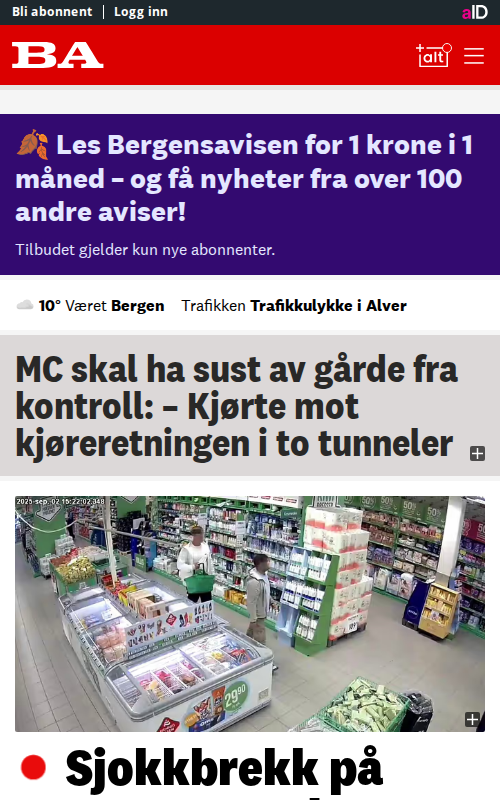 Bli abonnent | Logg inn
aID
BA
+alt
🍂 Les Bergensavisen for 1 krone i 1
måned – og få nyheter fra over 100
andre aviser!
Tilbudet gjelder kun nye abonnenter.
10° Været Bergen Trafikken Trafikkulykke i Alver
MC skal ha sust av gårde fra
kontroll: – Kjørte mot
kjøreretningen i to tunneler
2025-sep.-02 15:22:02.348
29.90
Sjokkbrekk på